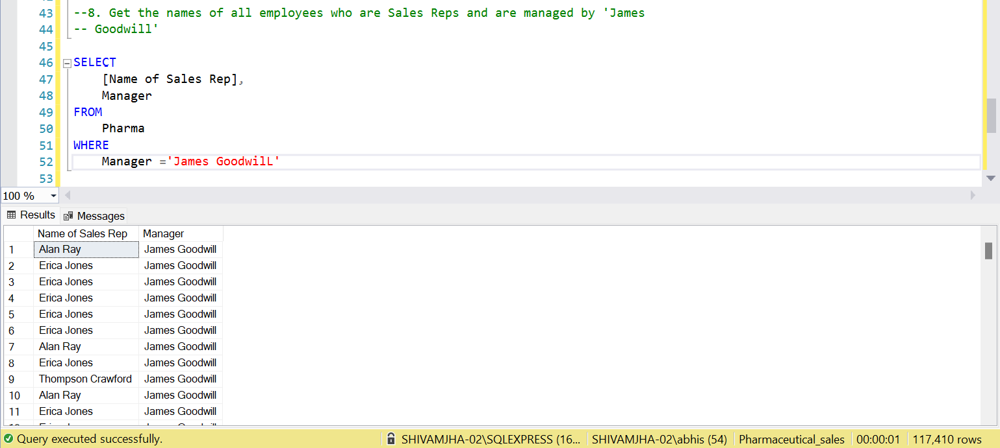 43 --8. Get the names of all employees who are Sales Reps and are managed by 'James
44 -- Goodwill'
45
46 SELECT
47 [Name of Sales Rep],
48 Manager
49 FROM
50 Pharma
51 WHERE
52 Manager ='James GoodwilL'
53
100 %
Results Messages
Name of Sales Rep Manager
1 Alan Ray James Goodwill
2 Erica Jones James Goodwill
3 Erica Jones James Goodwill
4 Erica Jones James Goodwill
5 Erica Jones James Goodwill
6 Erica Jones James Goodwill
7 Alan Ray James Goodwill
8 Erica Jones James Goodwill
9 Thompson Crawford James Goodwill
10 Alan Ray James Goodwill
11 Erica Jones James Goodwill
Query executed successfully. SHIVAMJHA-02\SQLEXPRESS (16... SHIVAMJHA-02\abhis (54) Pharmaceutical_sales 00:00:01 117,410 rows